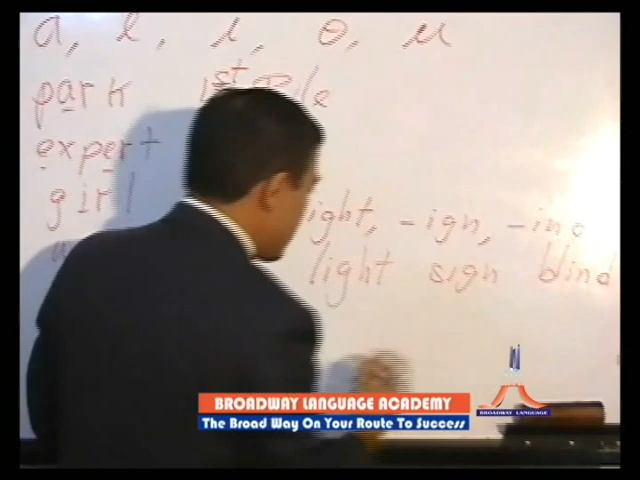 a, e, i, o, u
park 1st Rule
expert
girl
ight, -ign, -ind
light sign blind
BROADWAY LANGUAGE ACADEMY
The Broad Way On Your Route To Success
BROADWAY LANGUAGE